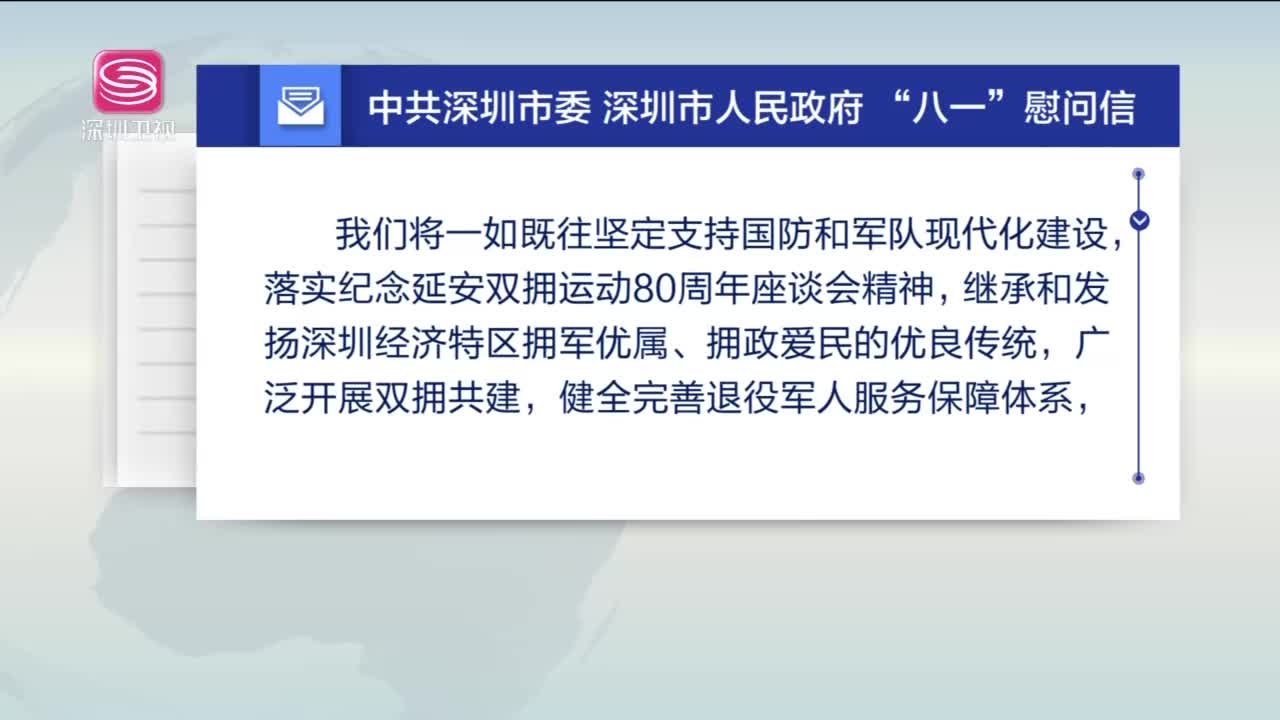 中共深圳市委 深圳市人民政府 “八一”慰问信
深圳卫视
我们将一如既往坚定支持国防和军队现代化建设，
落实纪念延安双拥运动80周年座谈会精神，继承和发
扬深圳经济特区拥军优属、拥政爱民的优良传统，广
泛开展双拥共建，健全完善退役军人服务保障体系，